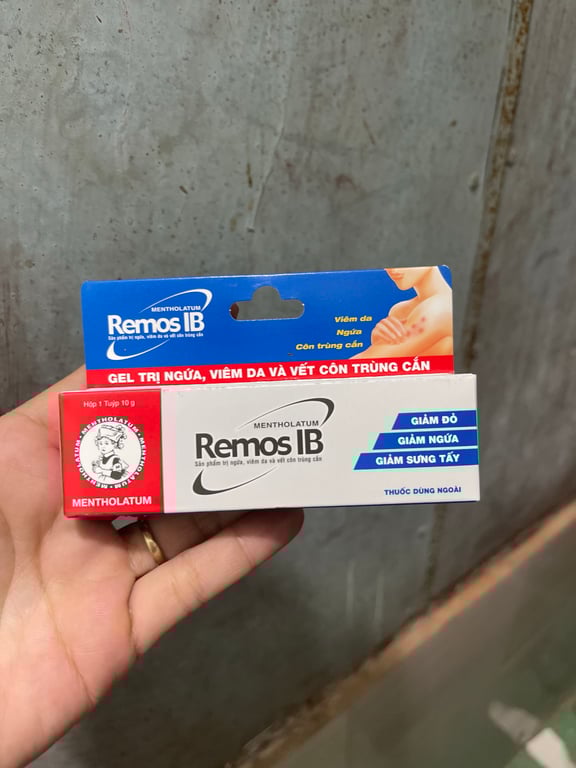 MENTHOLATUM
Remos IB
Sản phẩm trị ngứa, viêm da và vết côn trùng cắn
Viêm da
Ngứa
Côn trùng cắn
GEL TRỊ NGỨA, VIÊM DA VÀ VẾT CÔN TRÙNG CẮN
Hộp 1 Tuýp 10 g
MENTHOLATUM • MENTHOLATUM • MENTHOLATUM
MENTHOLATUM
MENTHOLATUM
Remos IB
Sản phẩm trị ngứa, viêm da và vết côn trùng cắn
GIẢM ĐỎ
GIẢM NGỨA
GIẢM SƯNG TẤY
THUỐC DÙNG NGOÀI